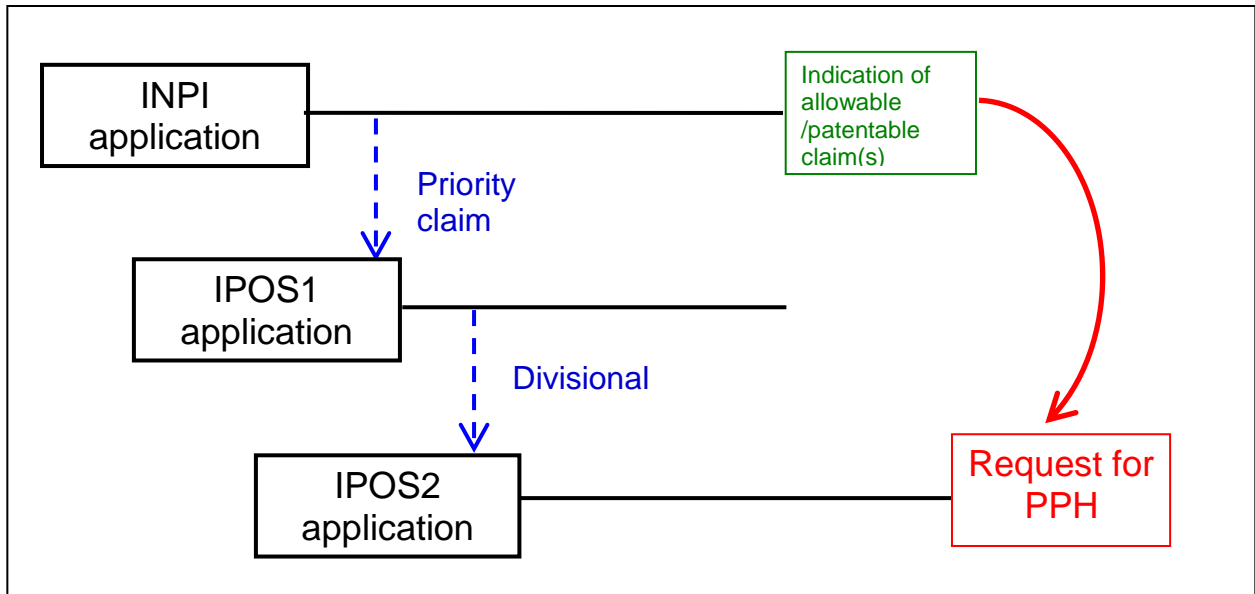 INPI
application
Indication of
allowable
/patentable
claim(s)
Priority
claim
IPOS1
application
Divisional
IPOS2
application
Request for
PPH